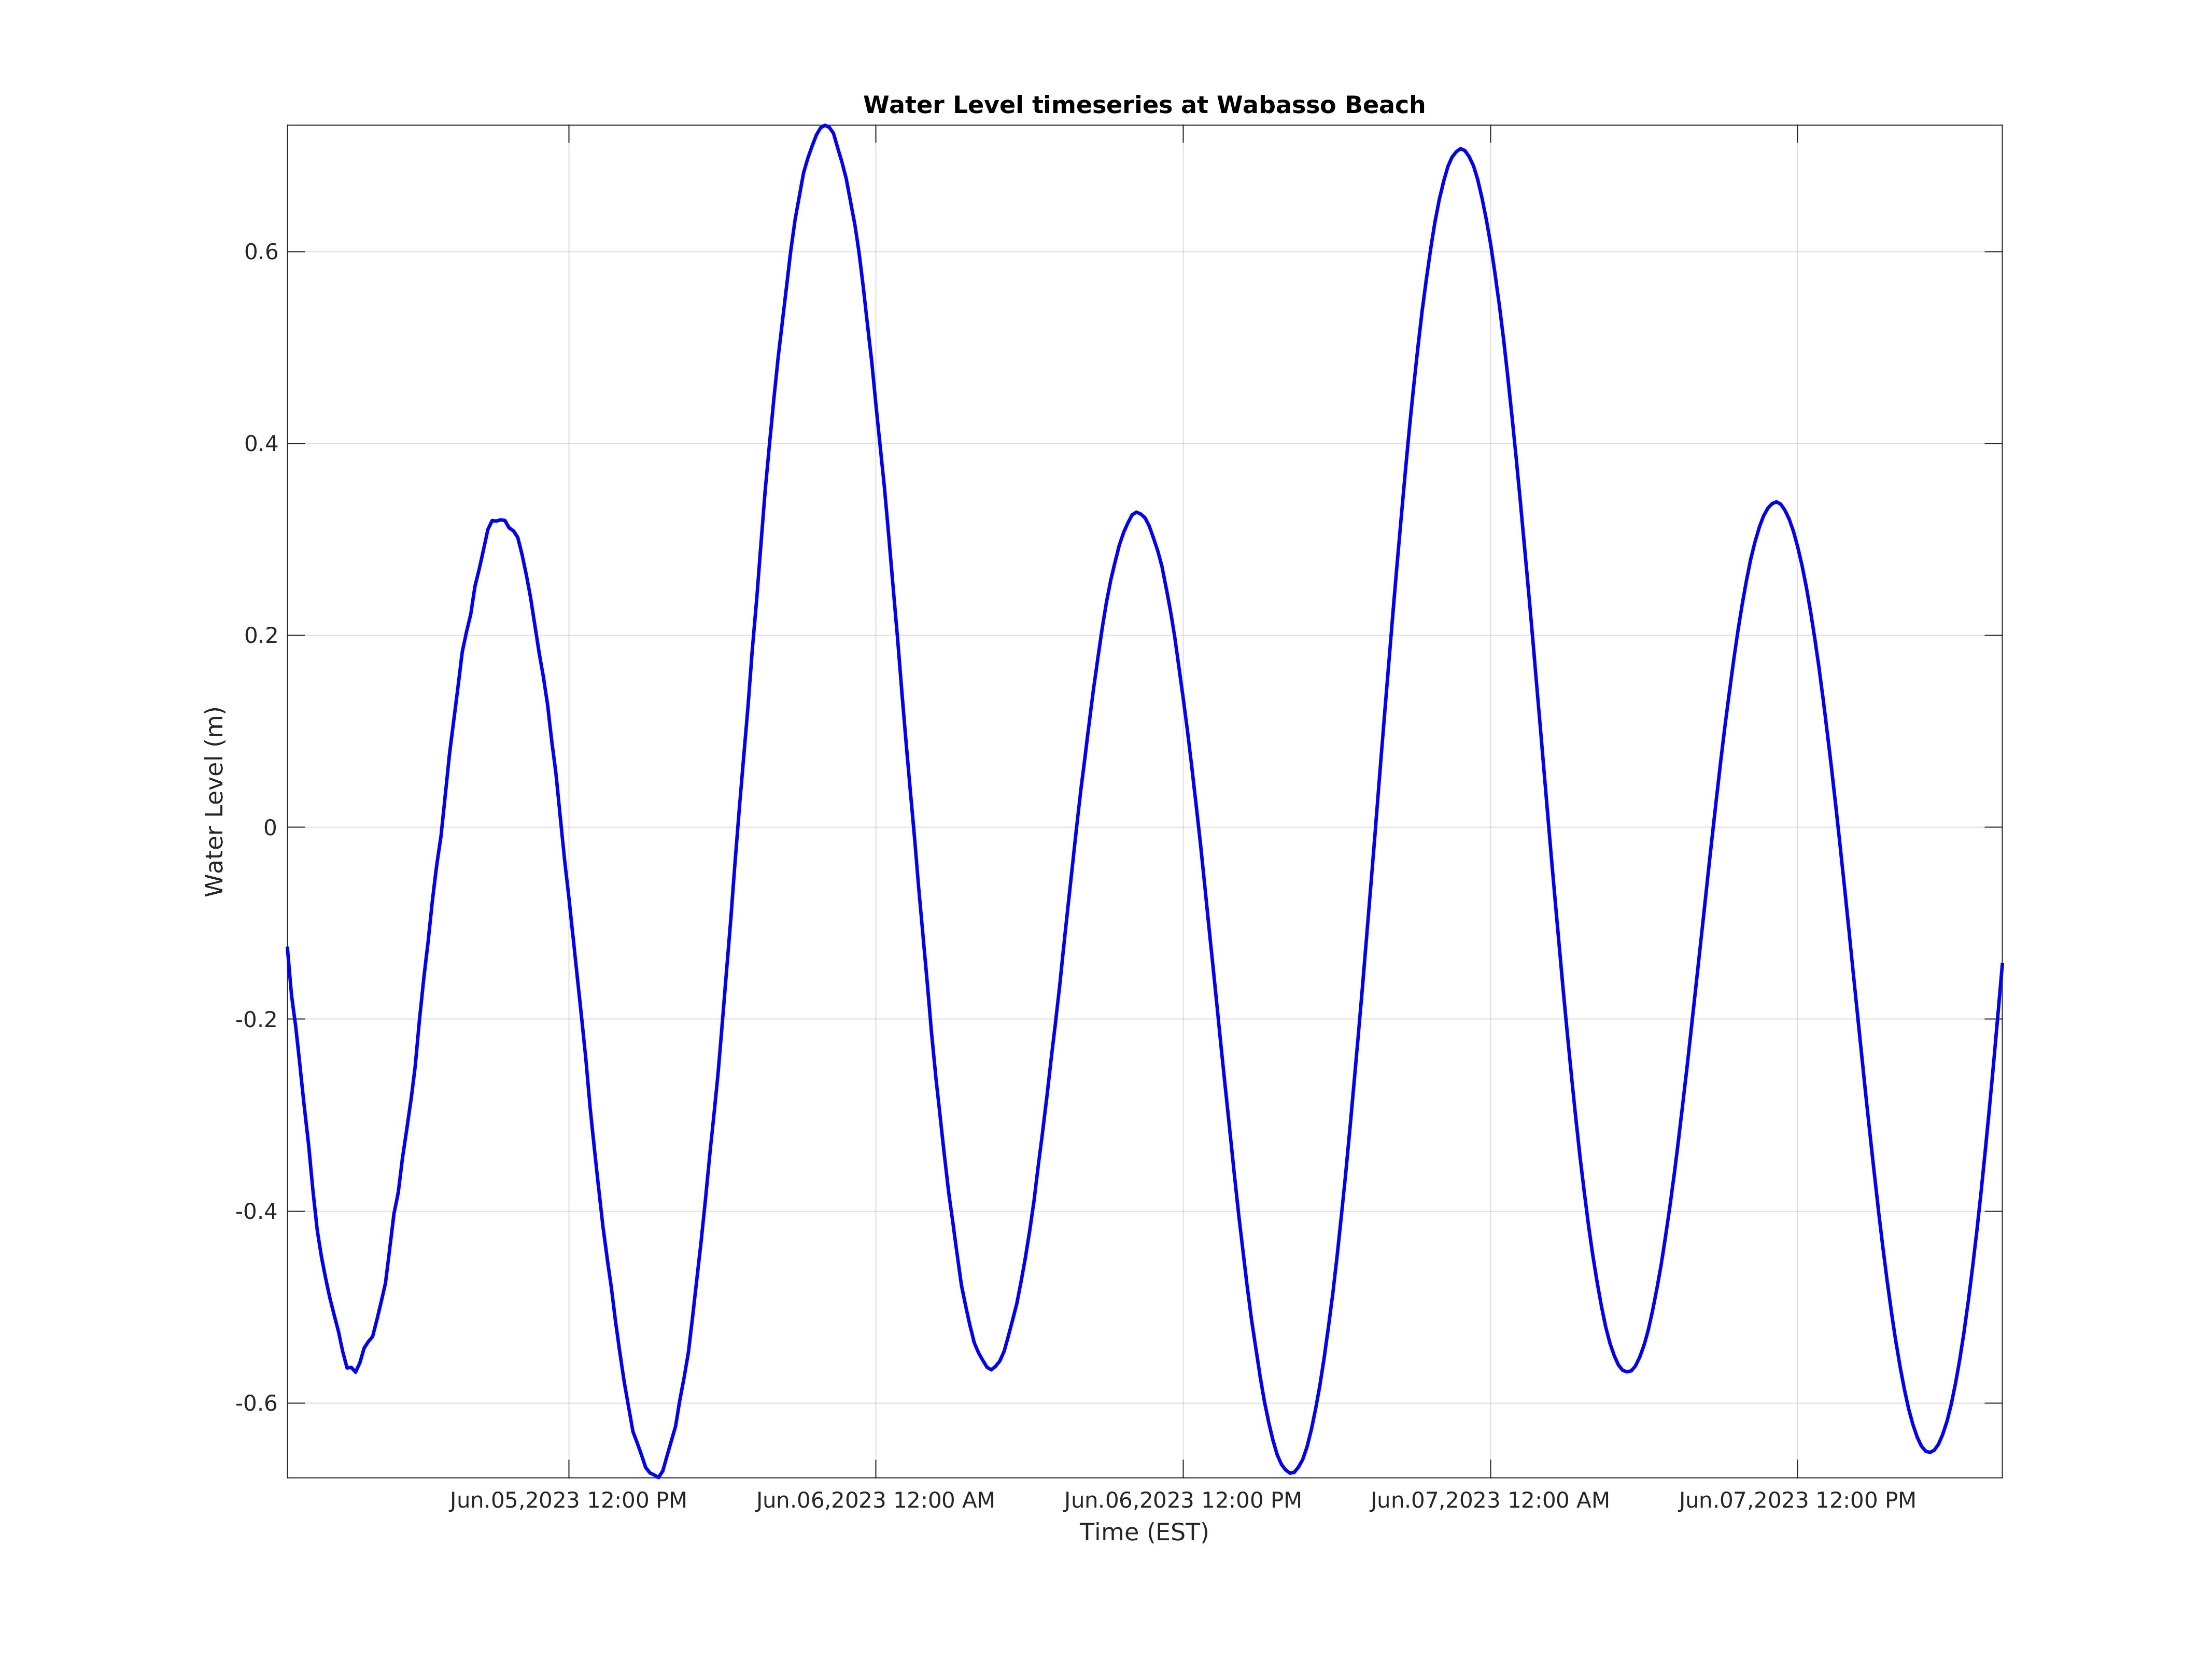 Water Level timeseries at Wabasso Beach
0.6
0.4
0.2
0
-0.2
-0.4
-0.6
Water Level (m)
Jun.05,2023 12:00 PM
Jun.06,2023 12:00 AM
Jun.06,2023 12:00 PM
Jun.07,2023 12:00 AM
Jun.07,2023 12:00 PM
Time (EST)